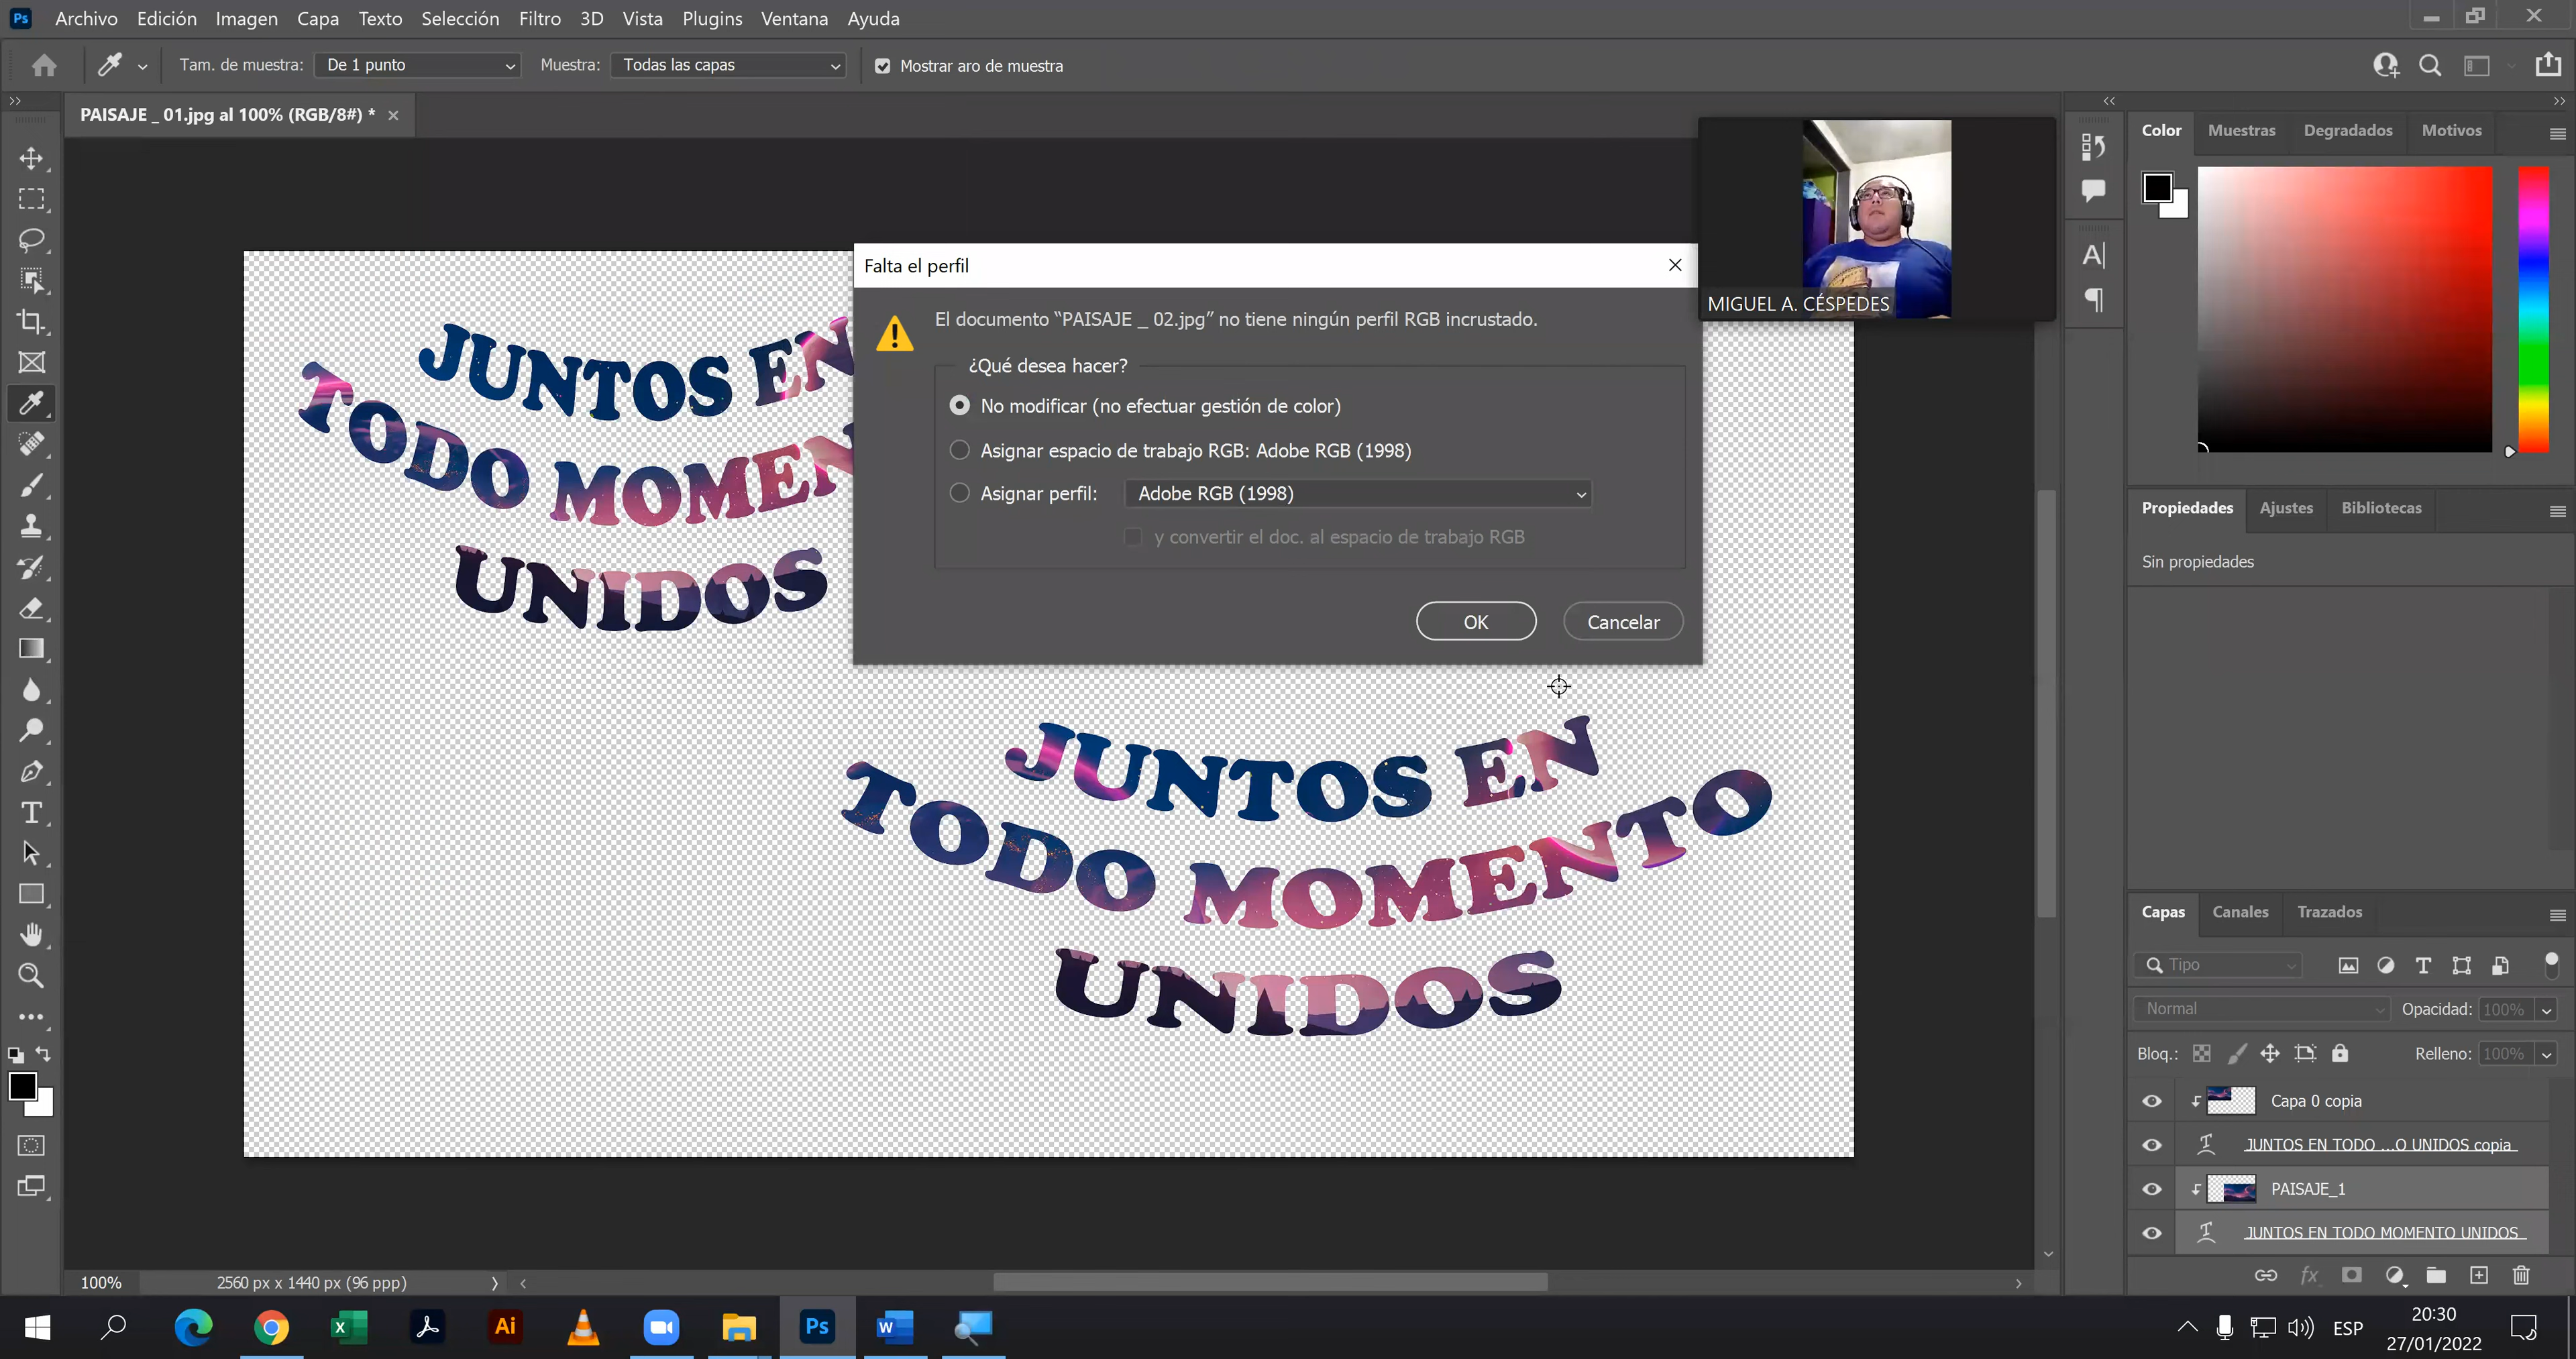 Ps Archivo Edición Imagen Capa Texto Selección Filtro 3D Vista Plugins Ventana Ayuda
Tam. de muestra: De 1 punto Muestra: Todas las capas Mostrar aro de muestra
PAISAJE _ 01.jpg al 100% (RGB/8#) *
Color Muestras Degradados Motivos
MIGUEL A. CÉSPEDES
Falta el perfil
El documento “PAISAJE _ 02.jpg” no tiene ningún perfil RGB incrustado.
¿Qué desea hacer?
No modificar (no efectuar gestión de color)
Asignar espacio de trabajo RGB: Adobe RGB (1998)
Asignar perfil: Adobe RGB (1998)
y convertir el doc. al espacio de trabajo RGB
OK Cancelar
JUNTOS EN
TODO MOMEN
UNIDOS
JUNTOS EN
TODO MOMENTO
UNIDOS
Propiedades Ajustes Bibliotecas
Sin propiedades
Capas Canales Trazados
Tipo
Normal Opacidad: 100%
Bloq.: Relleno: 100%
Capa 0 copia
JUNTOS EN TODO ...O UNIDOS copia
PAISAJE_1
JUNTOS EN TODO MOMENTO UNIDOS
fx
100% 2560 px x 1440 px (96 ppp)
Ai Ps W X
ESP
20:30
27/01/2022